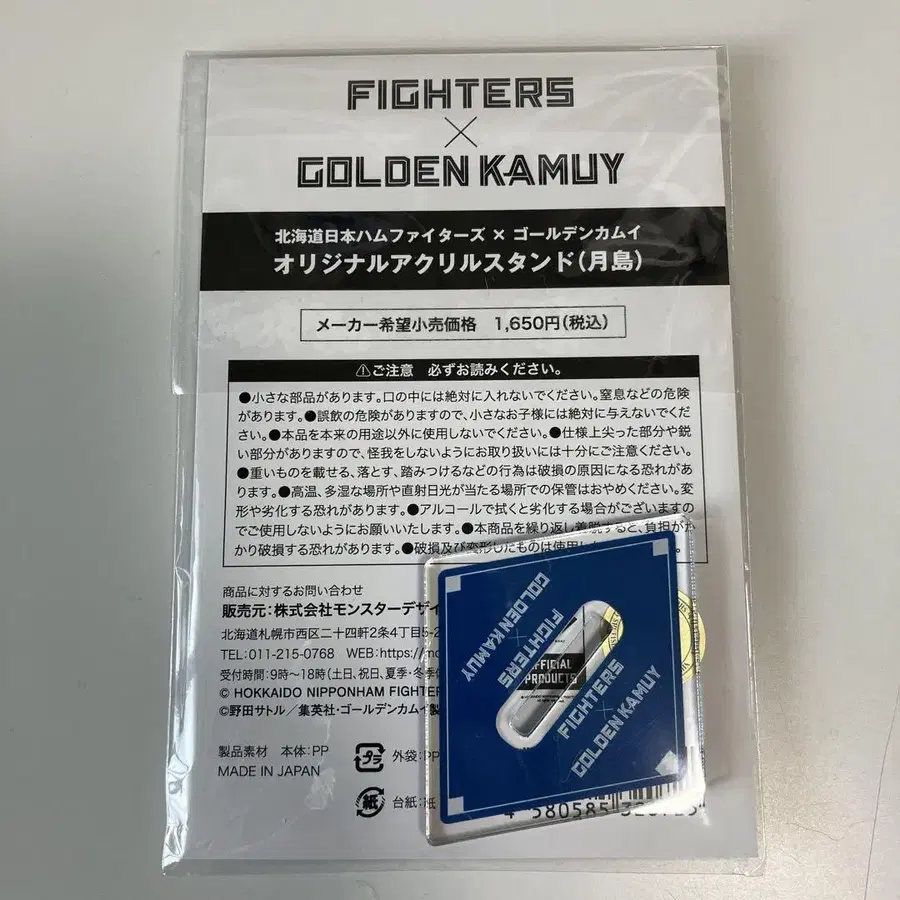 FIGHTERS
×
GOLDEN KAMUY
北海道日本ハムファイターズ × ゴールデンカムイ
オリジナルアクリルスタンド(月島)
メーカー希望小売価格 1,650円(税込)
⚠ご注意 必ずお読みください。
●小さな部品があります。口の中には絶対に入れないでください。窒息などの危険
があります。●誤飲の危険がありますので、小さなお子様には絶対に与えないでくだ
さい。●本品を本来の用途以外に使用しないでください。●仕様上尖った部分や鋭
い部分がありますので、怪我をしないようにお取り扱いには十分にご注意ください。
●重いものを載せる、落とす、踏みつけるなどの行為は破損の原因になる恐れがあり
ます。●高温、多湿な場所や直射日光が当たる場所での保管はおやめください。変
形や劣化する恐れがあります。●アルコールで拭くと劣化する場合がございますの
でご使用しないようにお願いいたします。●本商品を繰り返し着脱すると、負担がか
かり破損する恐れがあります。●破損及び変形したものは使用し
商品に対するお問い合わせ
販売元:株式会社モンスターデザイ
北海道札幌市西区二十四軒2条4丁目5-2
TEL:011-215-0768 WEB:https://mo
受付時間:9時〜18時(土日、祝日、夏季・冬季休
© HOKKAIDO NIPPONHAM FIGHTER
©野田サトル/集英社・ゴールデンカムイ製
製品素材 本体:PP
MADE IN JAPAN
プラ
外袋:PP
紙
台紙:紙
GOLDEN KAMUY
×
FIGHTERS
OFFICIAL
PRODUCTS
FIGHTERS
×
GOLDEN KAMUY
4 580585